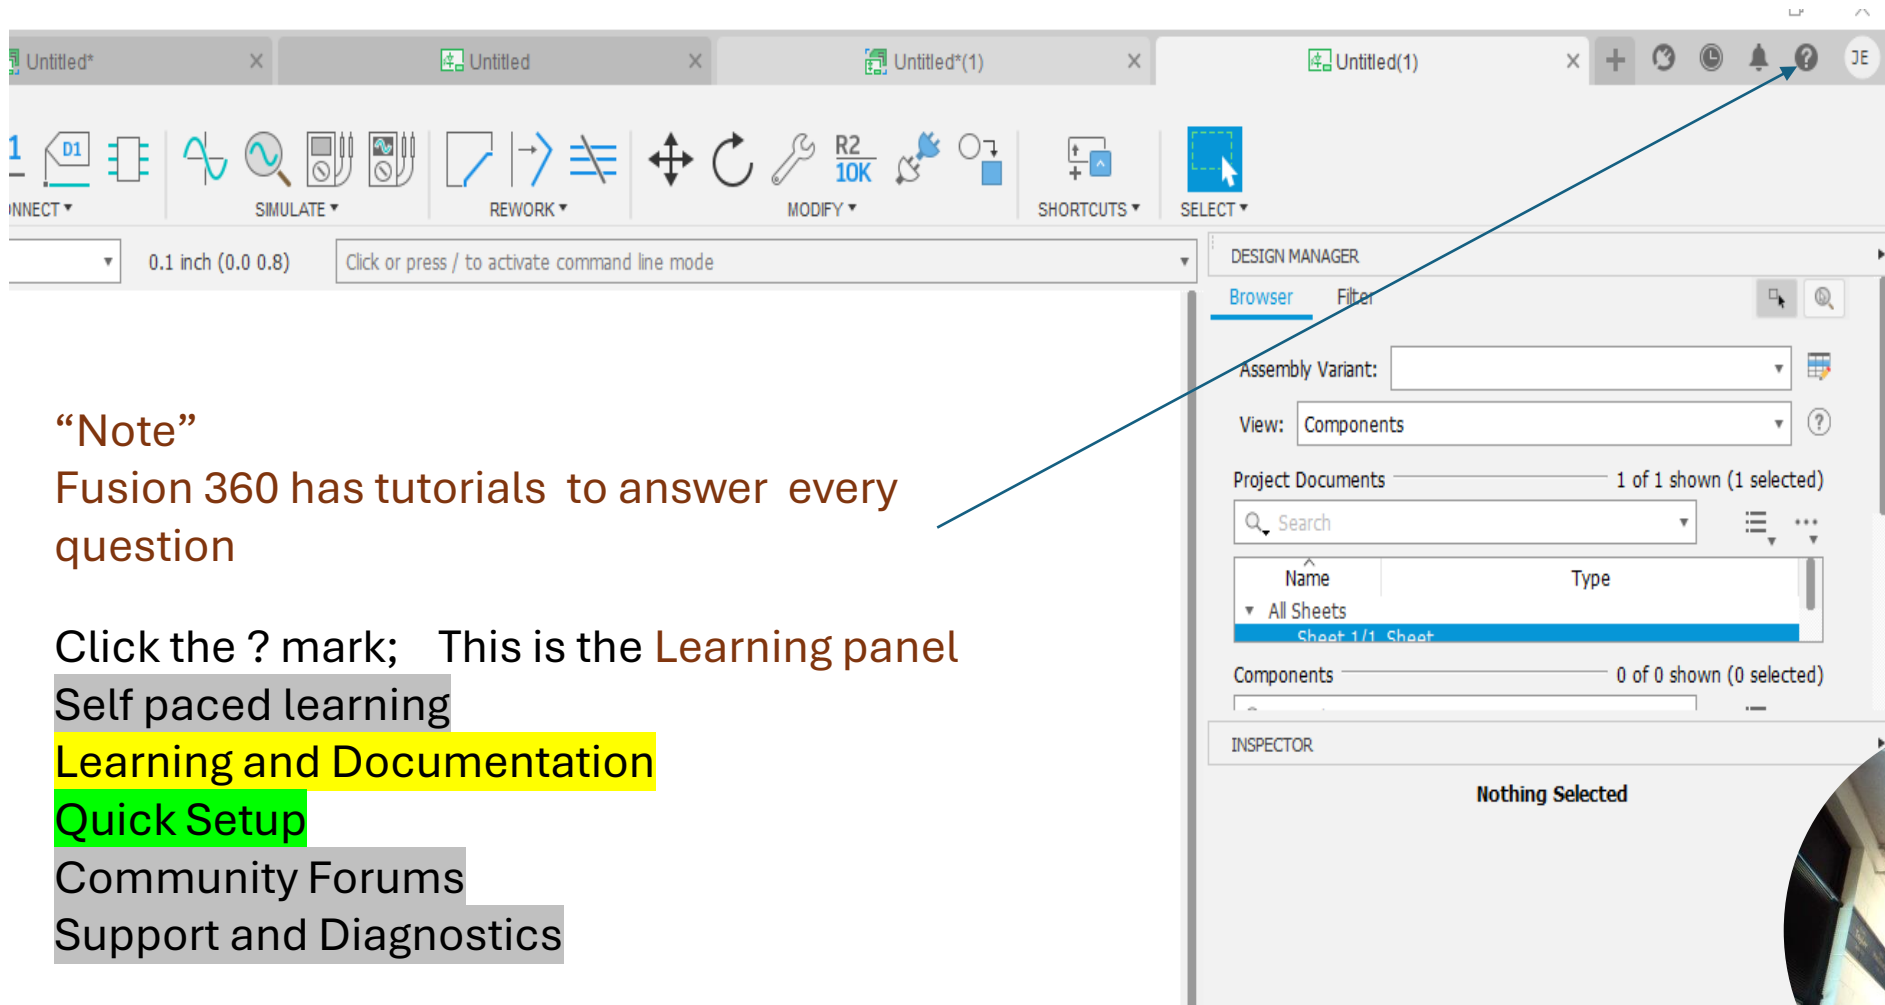 Untitled*
Untitled
Untitled*(1)
Untitled(1)
JE
1
D1
R2
10K
NNECT
SIMULATE
REWORK
MODIFY
SHORTCUTS
SELECT
0.1 inch (0.0 0.8)
Click or press / to activate command line mode
DESIGN MANAGER
Browser Filter
Assembly Variant:
View: Components
Project Documents 1 of 1 shown (1 selected)
Search
Name Type
All Sheets
Sheet 1/1 Sheet
Components 0 of 0 shown (0 selected)
INSPECTOR
Nothing Selected
“Note”
Fusion 360 has tutorials to answer every
question
Click the ? mark; This is the Learning panel
Self paced learning
Learning and Documentation
Quick Setup
Community Forums
Support and Diagnostics